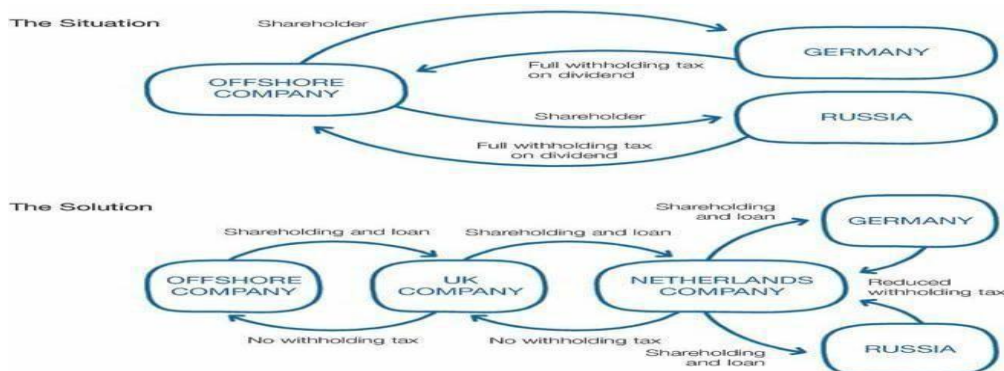 The Situation
Shareholder
GERMANY
Full withholding tax
on dividend
OFFSHORE
COMPANY
Shareholder
RUSSIA
Full withholding tax
on dividend
The Solution
Shareholding
and loan
GERMANY
Shareholding and loan
Shareholding and loan
OFFSHORE
COMPANY
UK
COMPANY
NETHERLANDS
COMPANY
Reduced
withholding tax
No withholding tax
No withholding tax
Shareholding
and loan
RUSSIA